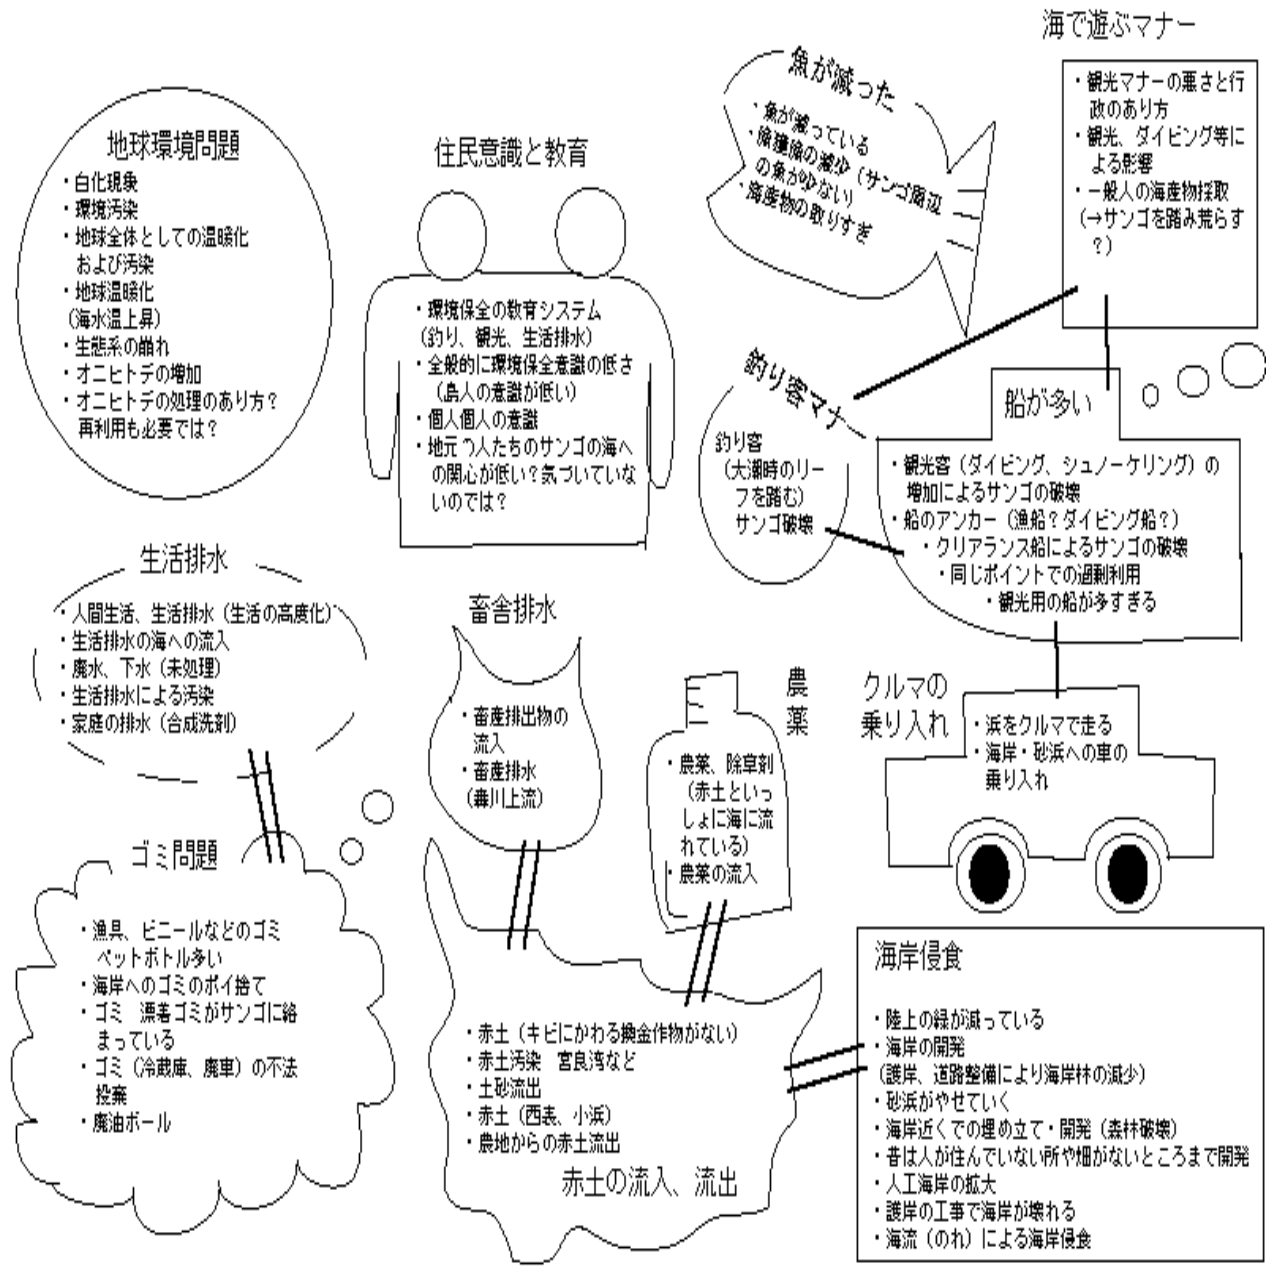 地球環境問題
・白化現象
・環境汚染
・地球全体としての温暖化
および汚染
・地球温暖化
(海水温上昇)
・生態系の崩れ
・オニヒトデの増加
・オニヒトデの処理のあり方?
再利用も必要では?
住民意識と教育
・環境保全の教育システム
(釣り、観光、生活排水)
・全般的に環境保全意識の低さ
(島人の意識が低い)
・個人個人の意識
・地元つ人たちのサンゴの海へ
の関心が低い?気づいていな
いのでは?
魚が減った
・魚が減っている
・漁獲漁の減少(サンゴ周辺
の魚が少ない)
・海産物の取りすぎ
海で遊ぶマナー
・観光マナーの悪さと行
政のあり方
・観光、ダイビング等に
よる影響
・一般人の海産物採取
(→サンゴを踏み荒らす
?)
釣り客マナー
釣り客
(大潮時のリー
フを踏む)
サンゴ破壊
船が多い
・観光客(ダイビング、シュノーケリング)の
増加によるサンゴの破壊
・船のアンカー(漁船?ダイビング船?)
・クリアランス船によるサンゴの破壊
・同じポイントでの過剰利用
・観光用の船が多すぎる
生活排水
・人間生活、生活排水(生活の高度化)
・生活排水の海への流入
・廃水、下水(未処理)
・生活排水による汚染
・家庭の排水(合成洗剤)
畜舎排水
・畜産排出物の
流入
・畜産排水
(轟川上流)
農
薬
・農薬、除草剤
(赤土といっ
しょに海に流
れている)
・農薬の流入
クルマの
乗り入れ
・浜をクルマで走る
・海岸・砂浜への車の
乗り入れ
ゴミ問題
・漁具、ビニールなどのゴミ
ペットボトル多い
・海岸へのゴミのポイ捨て
・ゴミ 漂着ゴミがサンゴに絡
まっている
・ゴミ(冷蔵庫、廃車)の不法
投棄
・廃油ボール
・赤土(キビにかわる換金作物がない)
・赤土汚染 宮良湾など
・土砂流出
・赤土(西表、小浜)
・農地からの赤土流出
赤土の流入、流出
海岸侵食
・陸上の緑が減っている
・海岸の開発
(護岸、道路整備により海岸林の減少)
・砂浜がやせていく
・海岸近くでの埋め立て・開発(森林破壊)
・昔は人が住んでいない所や畑がないところまで開発
・人工海岸の拡大
・護岸の工事で海岸が壊れる
・海流(のれ)による海岸侵食